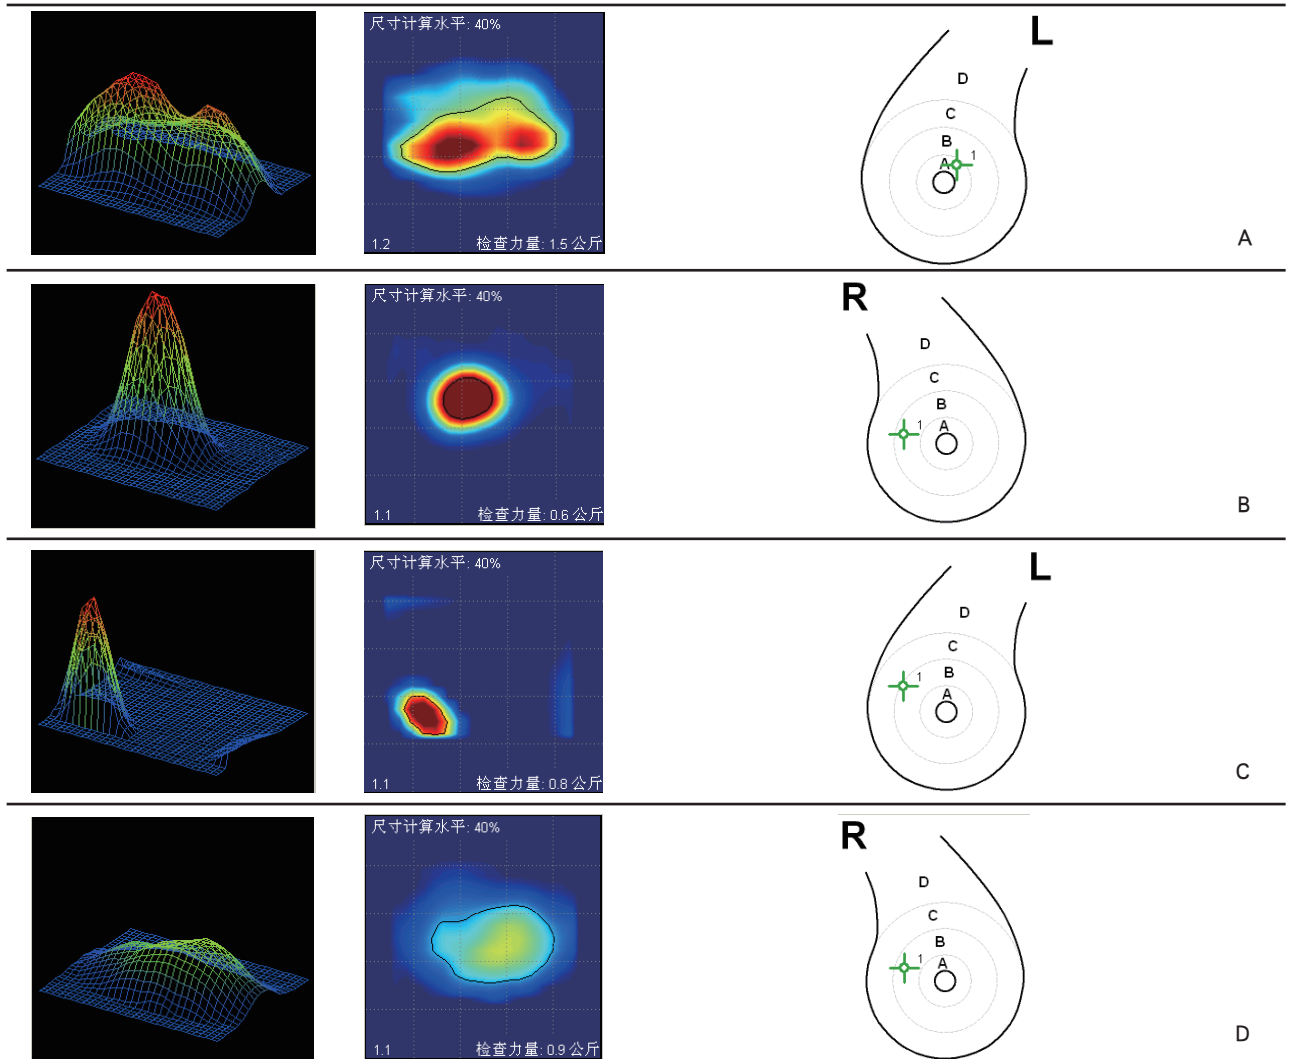 尺寸计算水平: 40%
1.2 检查力量: 1.5 公斤
L
D
C
B
A 1
A
尺寸计算水平: 40%
1.1 检查力量: 0.6 公斤
R
D
C
B
A 1
B
尺寸计算水平: 40%
1.1 检查力量: 0.8 公斤
L
D
C
B
1
A
C
尺寸计算水平: 40%
1.1 检查力量: 0.9 公斤
R
D
C
B
A 1
D